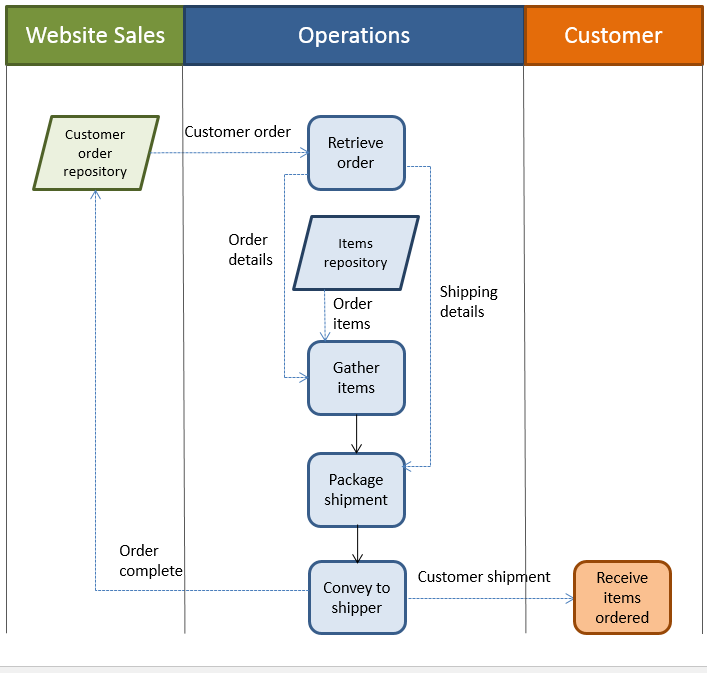 Website Sales
Operations
Customer
Customer
order
repository
Customer order
Retrieve
order
Order
details
Items
repository
Shipping
details
Order
items
Gather
items
Package
shipment
Order
complete
Convey to
shipper
Customer shipment
Receive
items
ordered